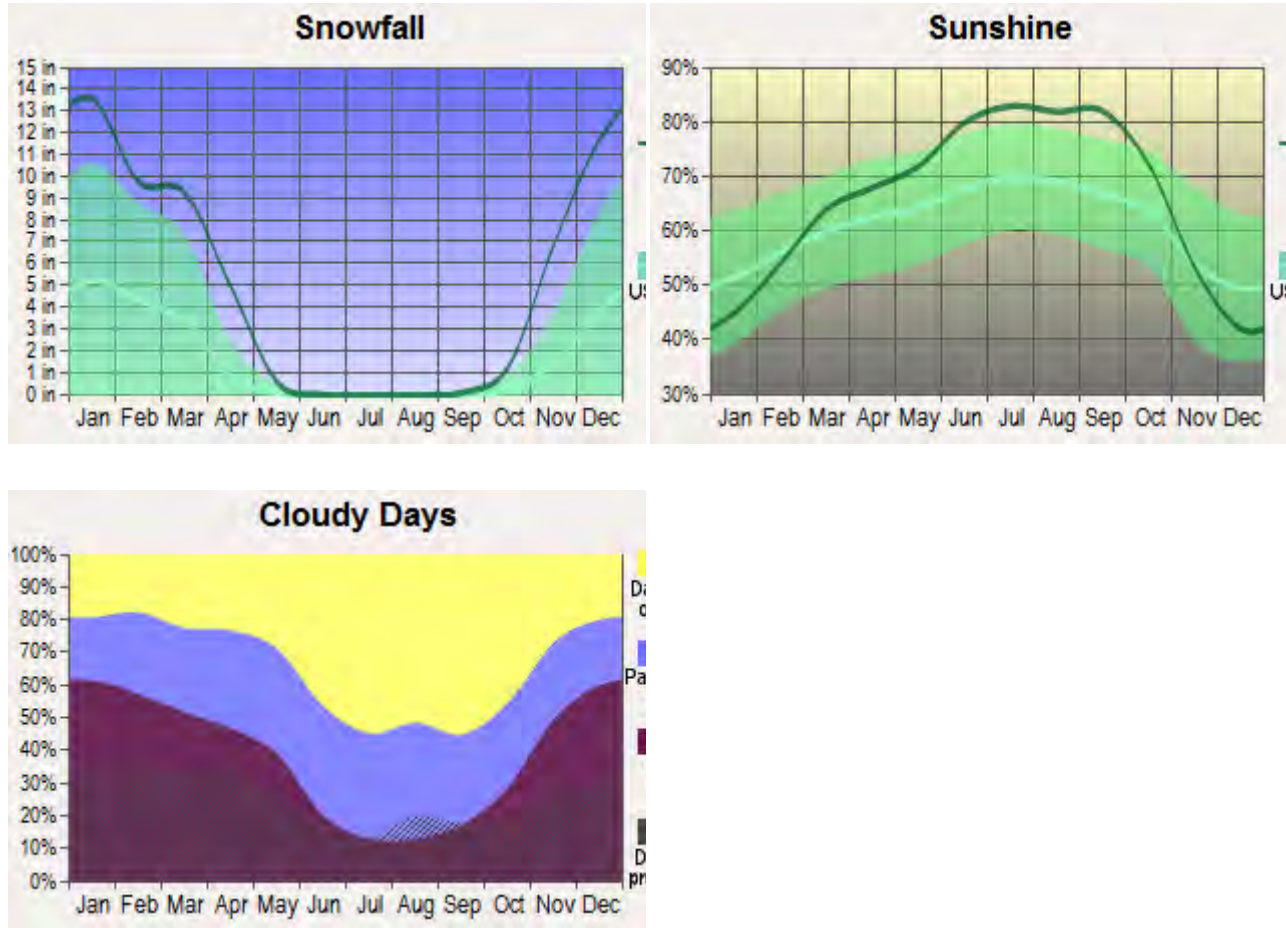 Snowfall
15 in
14 in
13 in
12 in
11 in
10 in
9 in
8 in
7 in
6 in
5 in
4 in
3 in
2 in
1 in
0 in
Jan Feb Mar Apr May Jun Jul Aug Sep Oct Nov Dec
US
Sunshine
90%
80%
70%
60%
50%
40%
30%
Jan Feb Mar Apr May Jun Jul Aug Sep Oct Nov Dec
Cloudy Days
100%
90%
80%
70%
60%
50%
40%
30%
20%
10%
0%
Jan Feb Mar Apr May Jun Jul Aug Sep Oct Nov Dec
Da
Pa
D
pr